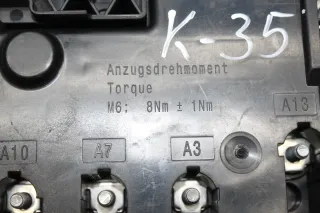 K-35
Anzugsdrehmoment
Torque
M6: 8Nm ± 1Nm
A13
A10 A7 A3